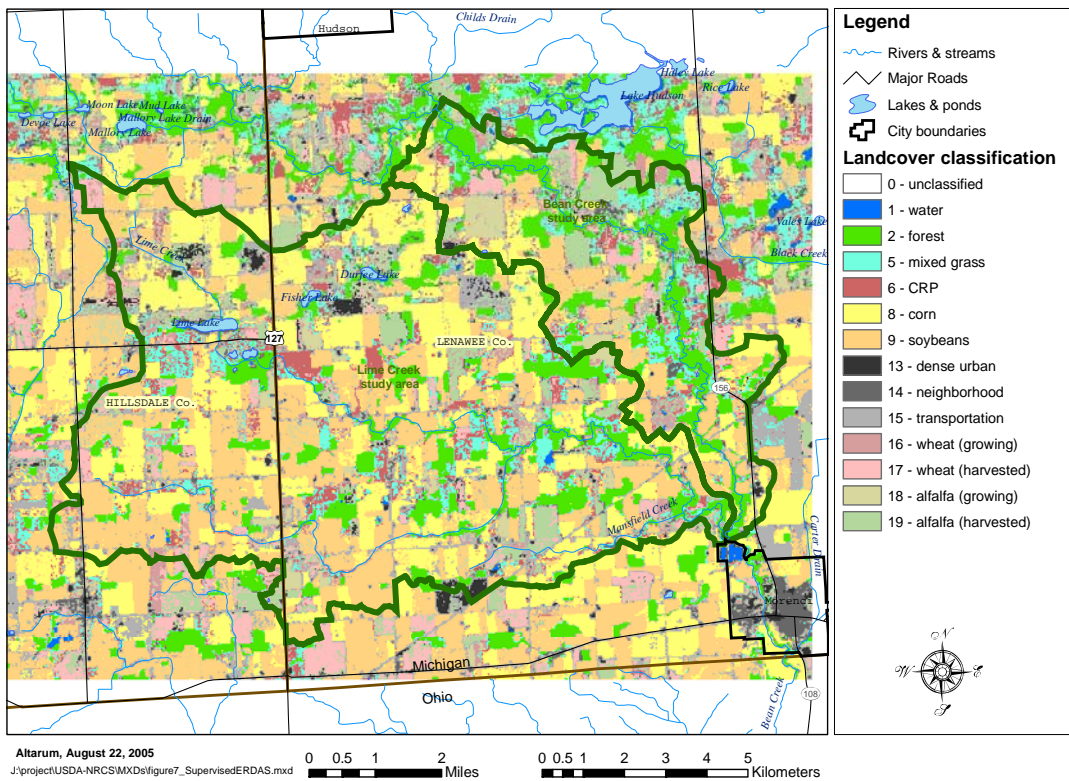 Childs Drain
Hudson
Haley Lake
Rice Lake
Lake Hudson
Moon Lake
Mud Lake
Devoe Lake
Mallory Lake Drain
Mallory Lake
Bean Creek
study area
Vales Lake
Black Creek
Lime Creek
Durfee Lake
Fisher Lake
Lime Lake
127
LENAWEE Co.
Lime Creek
study area
HILLSDALE Co.
156
Mansfield Creek
Carter Drain
Morenci
Michigan
Ohio
Bean Creek
108
Legend
Rivers & streams
Major Roads
Lakes & ponds
City boundaries
Landcover classification
0 - unclassified
1 - water
2 - forest
5 - mixed grass
6 - CRP
8 - corn
9 - soybeans
13 - dense urban
14 - neighborhood
15 - transportation
16 - wheat (growing)
17 - wheat (harvested)
18 - alfalfa (growing)
19 - alfalfa (harvested)
N
W
E
S
Altarum, August 22, 2005
J:\project\USDA-NRCS\MXDs\figure7_SupervisedERDAS.mxd
0 0.5 1 2
Miles
0 0.5 1 2 3 4 5
Kilometers